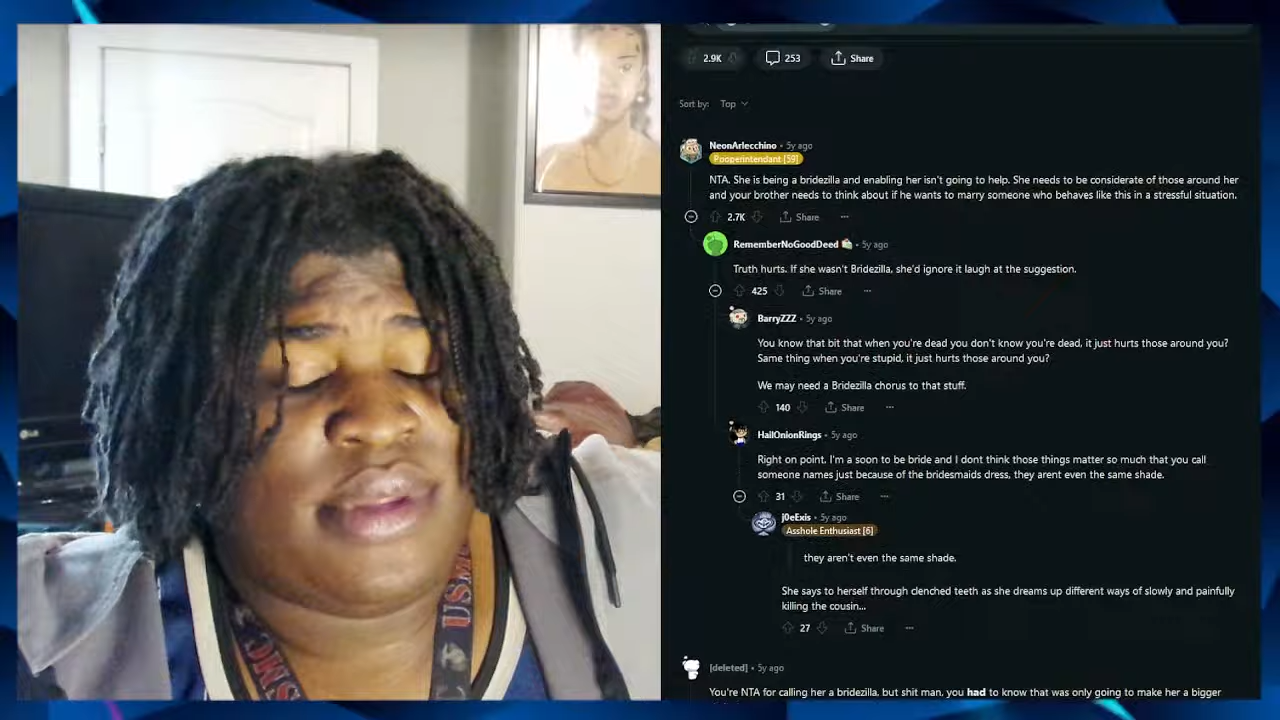 2.9K 253 Share
Sort by: Top
NeonArlecchino • 5y ago
Pooperintendant [59]
NTA. She is being a bridezilla and enabling her isn't going to help. She needs to be considerate of those around her
and your brother needs to think about if he wants to marry someone who behaves like this in a stressful situation.
2.7K Share ...
RememberNoGoodDeed • 5y ago
Truth hurts. If she wasn't Bridezilla, she'd ignore it laugh at the suggestion.
425 Share ...
BarryZZZ • 5y ago
You know that bit that when you're dead you don't know you're dead, it just hurts those around you?
Same thing when you're stupid, it just hurts those around you?
We may need a Bridezilla chorus to that stuff.
140 Share ...
HailOnionRings • 5y ago
Right on point. I'm a soon to be bride and I dont think those things matter so much that you call
someone names just because of the bridesmaids dress, they arent even the same shade.
31 Share ...
j0eExis • 5y ago
Asshole Enthusiast [6]
they aren't even the same shade.
She says to herself through clenched teeth as she dreams up different ways of slowly and painfully
killing the cousin...
27 Share ...
[deleted] • 5y ago
You're NTA for calling her a bridezilla, but shit man, you had to know that was only going to make her a bigger
LG
USMC
USMC